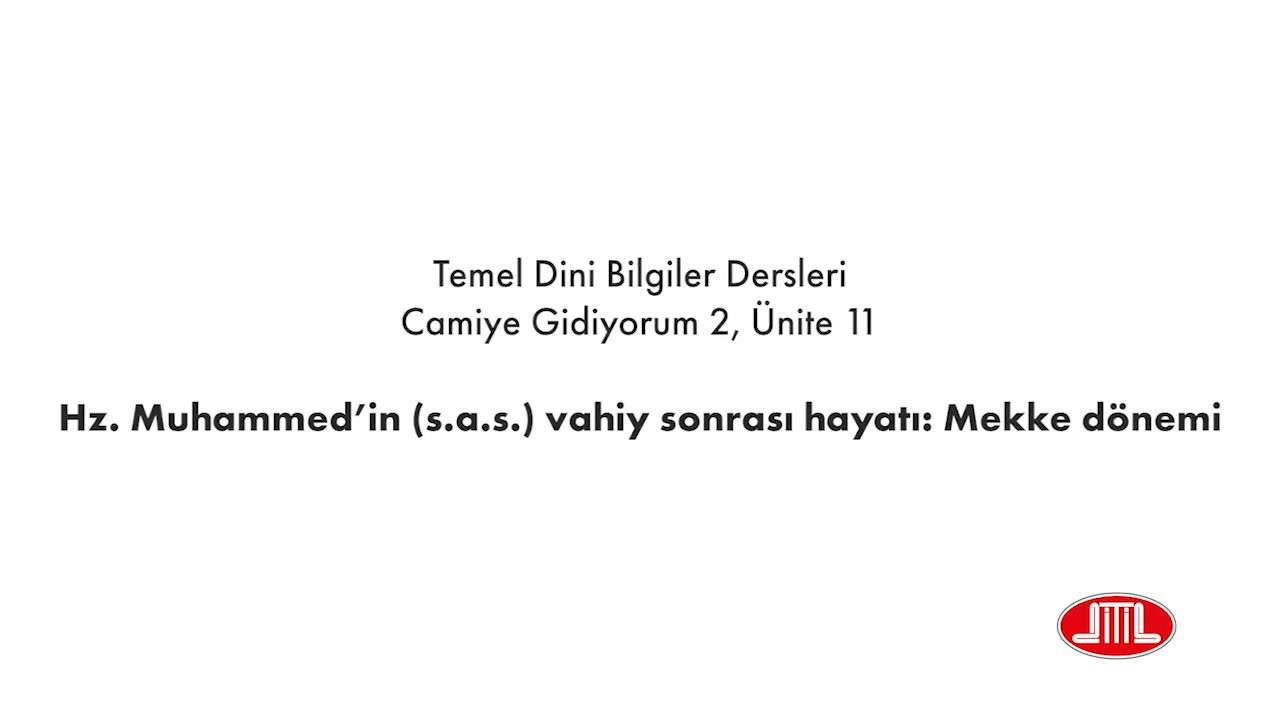 Temel Dini Bilgiler Dersleri
Camiye Gidiyorum 2, Ünite 11
Hz. Muhammed’in (s.a.s.) vahiy sonrası hayatı: Mekke dönemi